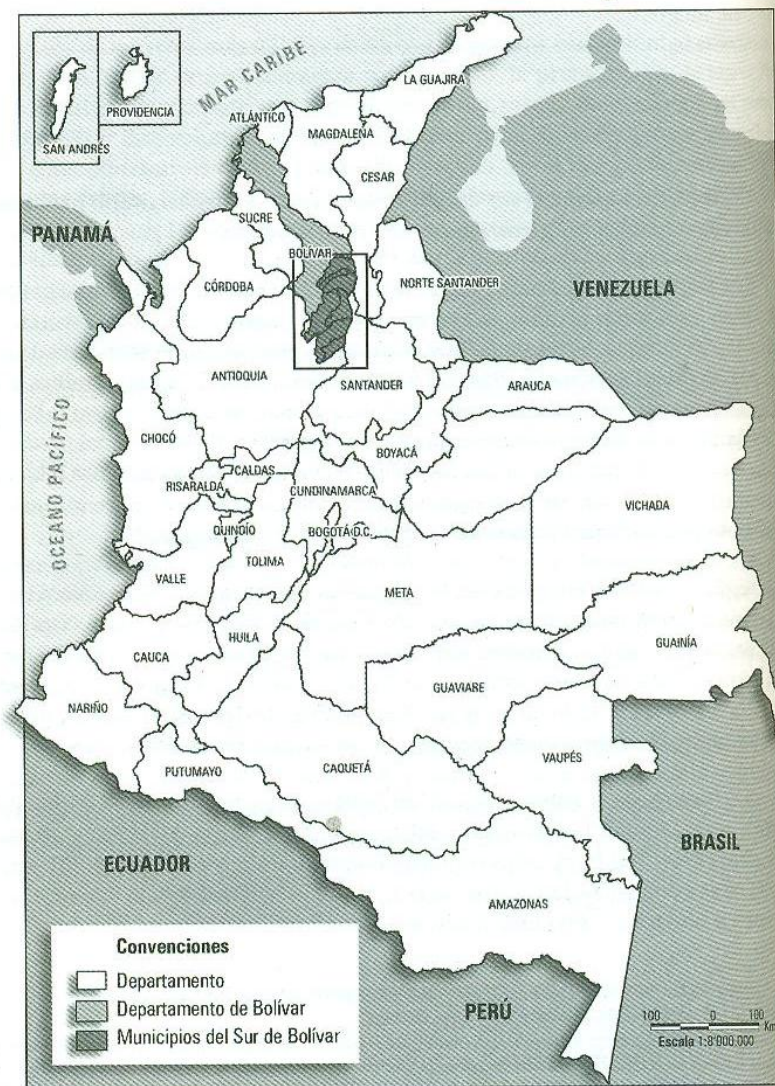 MAR CARIBE
LA GUAJIRA
PROVIDENCIA
SAN ANDRÉS
ATLÁNTICO
MAGDALENA
CESAR
SUCRE
PANAMÁ
BOLÍVAR
CÓRDOBA
NORTE SANTANDER
VENEZUELA
ANTIOQUIA
SANTANDER
ARAUCA
OCEANO PACÍFICO
CHOCÓ
BOYACÁ
CALDAS
RISARALDA
CUNDINAMARCA
VICHADA
QUINDÍO
BOGOTÁ D.C.
TOLIMA
VALLE
META
HUILA
CAUCA
GUAINÍA
GUAVIARE
NARIÑO
VAUPÉS
PUTUMAYO
CAQUETÁ
BRASIL
ECUADOR
AMAZONAS
Convenciones
Departamento
Departamento de Bolívar
Municipios del Sur de Bolívar
PERÚ
100 0 100
Km
Escala 1:8'000.000